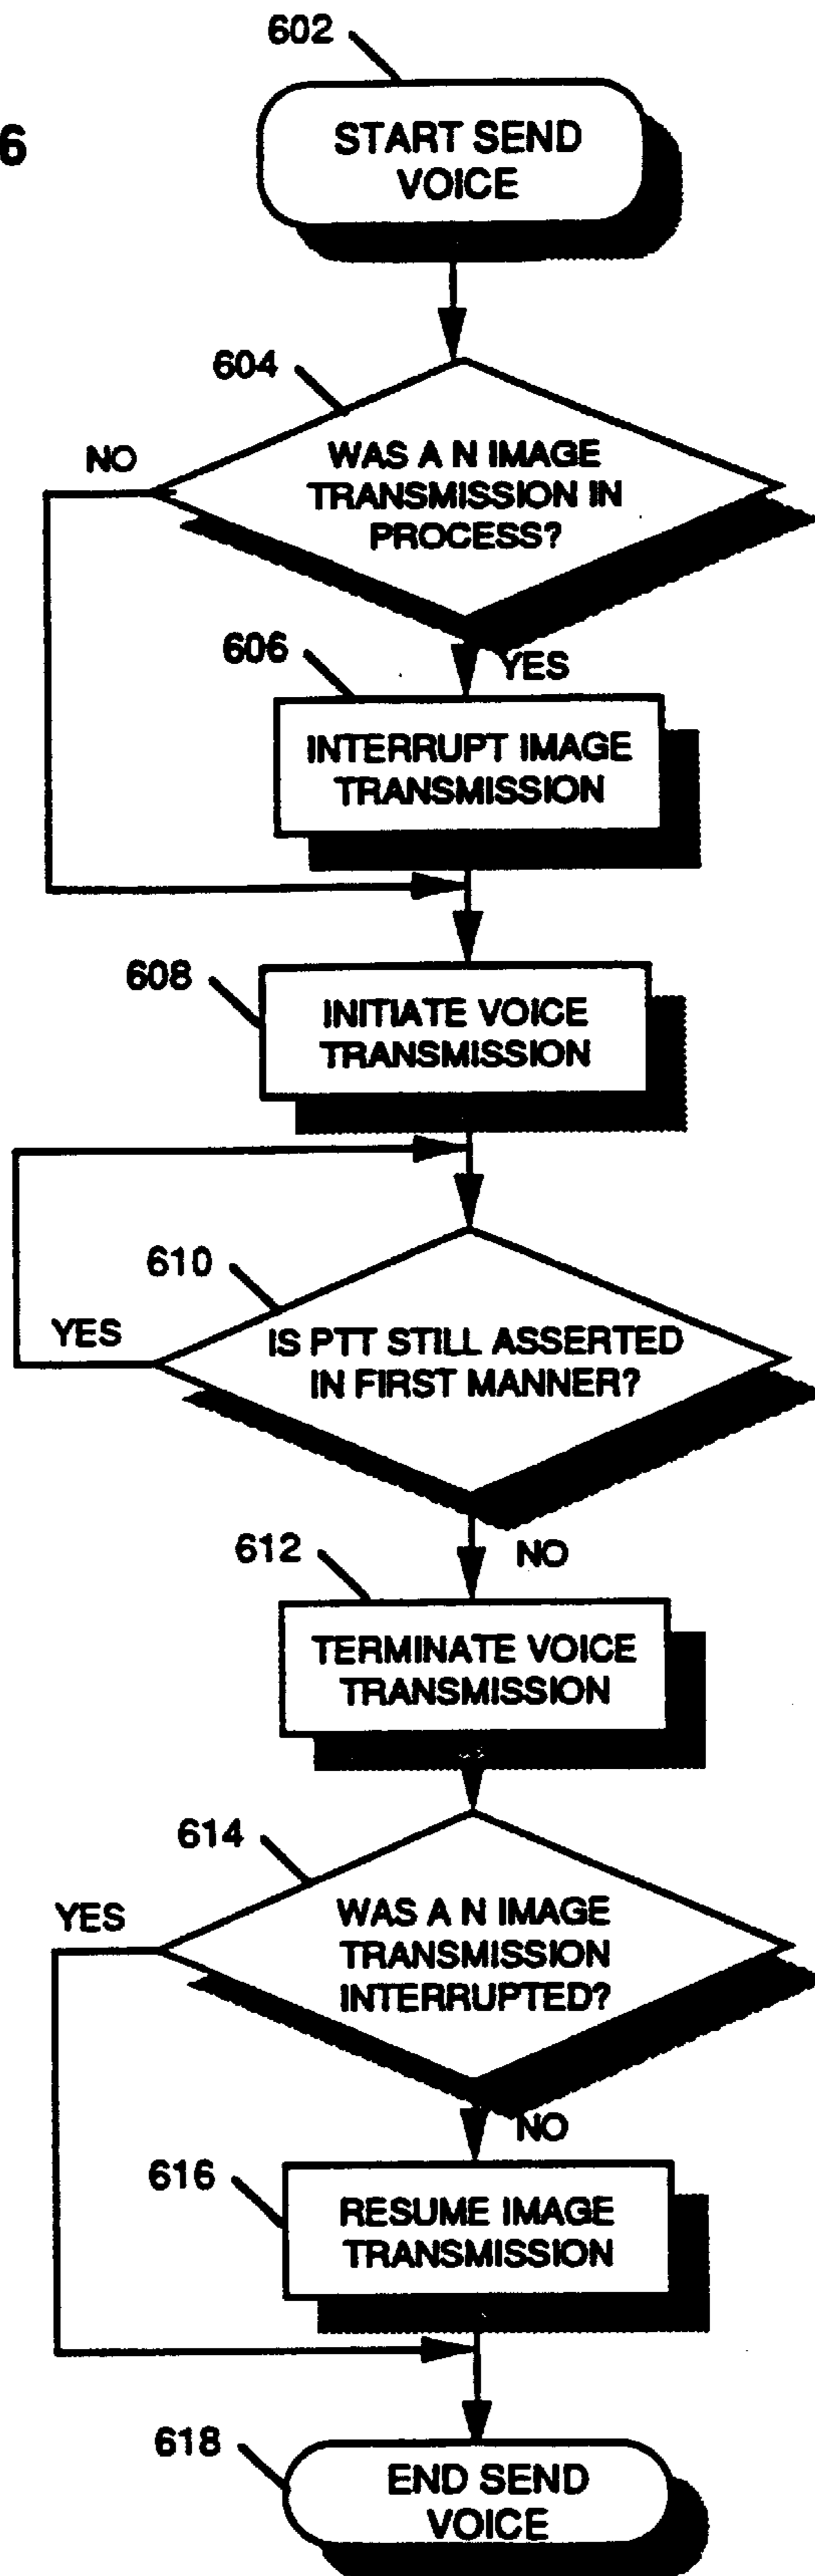 602
6
START SEND
VOICE
604
NO
WAS A N IMAGE
TRANSMISSION IN
PROCESS?
606
YES
INTERRUPT IMAGE
TRANSMISSION
608
INITIATE VOICE
TRANSMISSION
610
YES
IS PTT STILL ASSERTED
IN FIRST MANNER?
612
NO
TERMINATE VOICE
TRANSMISSION
614
YES
WAS A N IMAGE
TRANSMISSION
INTERRUPTED?
NO
616
RESUME IMAGE
TRANSMISSION
618
END SEND
VOICE